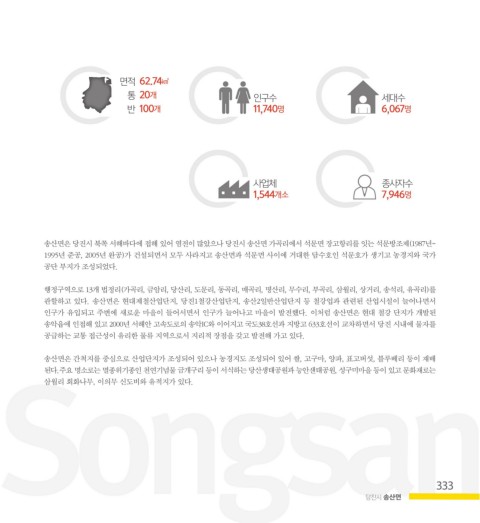 면적 62.74㎢
통 20개
반 100개
인구수
11,740명
세대수
6,067명
사업체
1,544개소
종사자수
7,946명
송산면은 당진시 북쪽 서해바다에 접해 있어 염전이 많았으나 당진시 송산면 가곡리에서 석문면 장고항리를 잇는 석문방조제(1987년~
1995년 준공, 2005년 완공)가 건설되면서 모두 사라지고 송산면과 석문면 사이에 거대한 담수호인 석문호가 생기고 농경지와 국가
공단 부지가 조성되었다.
행정구역으로 13개 법정리(가곡리, 금암리, 당산리, 도문리, 동곡리, 매곡리, 명산리, 무수리, 부곡리, 삼월리, 상거리, 송석리, 유곡리)를
관할하고 있다. 송산면은 현대제철산업단지, 당진1철강산업단지, 송산2일반산업단지 등 철강업과 관련된 산업시설이 늘어나면서
인구가 유입되고 주변에 새로운 마을이 들어서면서 인구가 늘어나고 마을이 발전했다. 이처럼 송산면은 현대 철강 단지가 개발된
송악읍에 인접해 있고 2000년 서해안 고속도로의 송악IC와 이어지고 국도38호선과 지방고 633호선이 교차하면서 당진 시내에 물자를
공급하는 교통 접근성이 유리한 물류 지역으로서 지리적 장점을 갖고 발전해 가고 있다.
송산면은 간척지를 중심으로 산업단지가 조성되어 있으나 농경지도 조성되어 있어 쌀, 고구마, 양파, 표고버섯, 블루베리 등이 재배
된다. 주요 명소로는 멸종위기종인 천연기념물 금개구리 등이 서식하는 당산생태공원과 능안생태공원, 성구미마을 등이 있고 문화재로는
삼월리 회화나무, 이의무 신도비와 유적지가 있다.
Songsan
333
당진시 송산면